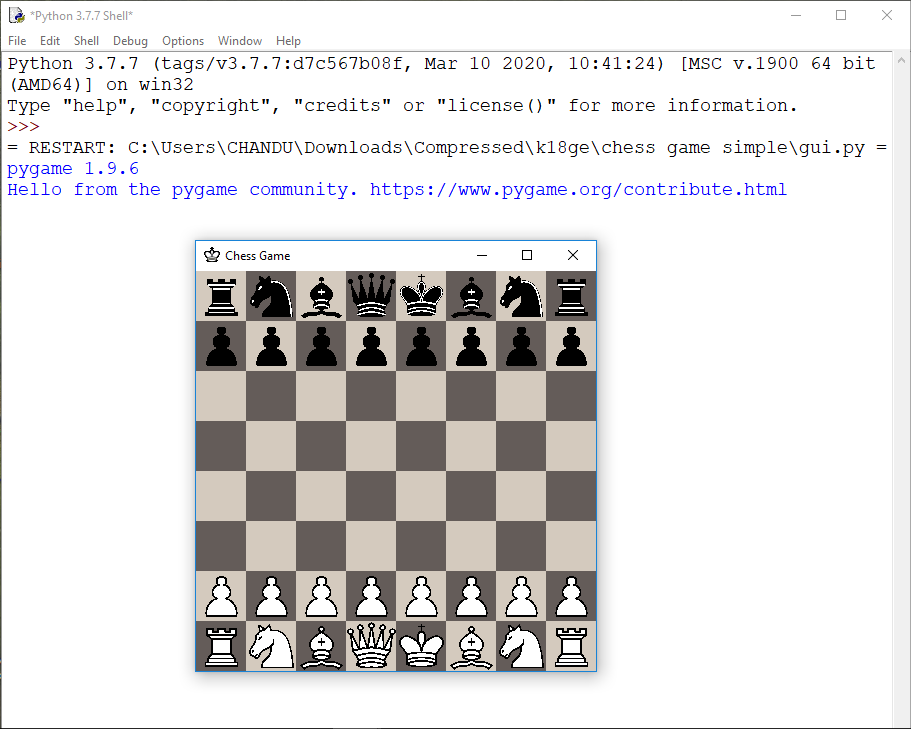 *Python 3.7.7 Shell*
File Edit Shell Debug Options Window Help
Python 3.7.7 (tags/v3.7.7:d7c567b08f, Mar 10 2020, 10:41:24) [MSC v.1900 64 bit
(AMD64)] on win32
Type "help", "copyright", "credits" or "license()" for more information.
>>>
= RESTART: C:\Users\CHANDU\Downloads\Compressed\k18ge\chess game simple\gui.py =
pygame 1.9.6
Hello from the pygame community. https://www.pygame.org/contribute.html
Chess Game